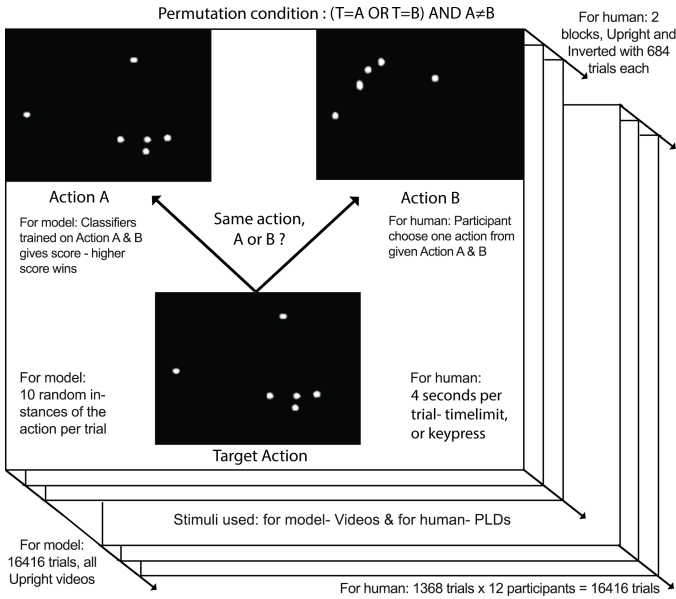 Permutation condition : (T=A OR T=B) AND A≠B
For human: 2
blocks, Upright and
Inverted with 684
trials each
Action A
Action B
For model: Classifiers
trained on Action A & B
gives score - higher
score wins
Same action,
A or B ?
For human: Participant
choose one action from
given Action A & B
For model:
10 random in-
stances of the
action per trial
For human:
4 seconds per
trial- timelimit,
or keypress
Target Action
Stimuli used: for model- Videos & for human- PLDs
For model:
16416 trials, all
Upright videos
For human: 1368 trials x 12 participants = 16416 trials